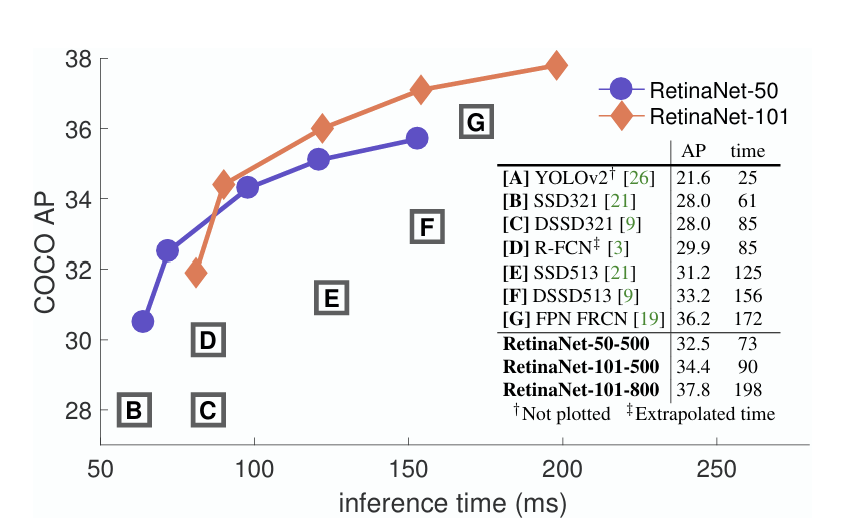 38
36
34
32
30
28
COCO AP
50
100
150
200
250
inference time (ms)
B
C
D
E
F
G
RetinaNet-50
RetinaNet-101
AP time
[A] YOLOv2† [26] 21.6 25
[B] SSD321 [21] 28.0 61
[C] DSSD321 [9] 28.0 85
[D] R-FCN‡ [3] 29.9 85
[E] SSD513 [21] 31.2 125
[F] DSSD513 [9] 33.2 156
[G] FPN FRCN [19] 36.2 172
RetinaNet-50-500 32.5 73
RetinaNet-101-500 34.4 90
RetinaNet-101-800 37.8 198
†Not plotted ‡Extrapolated time